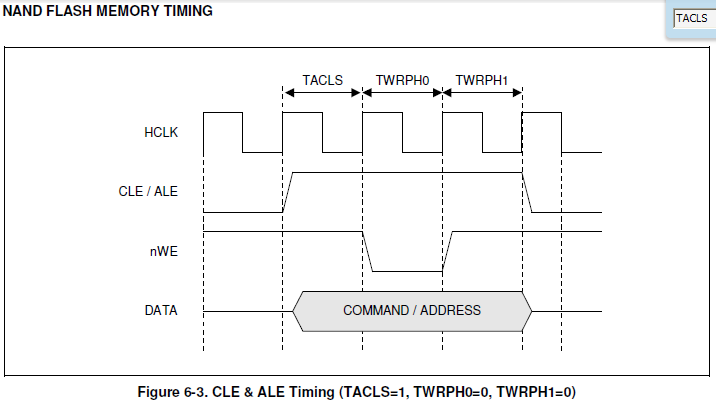 NAND FLASH MEMORY TIMING
TACLS
TACLS TWRPH0 TWRPH1
HCLK
CLE / ALE
nWE
DATA
COMMAND / ADDRESS
Figure 6-3. CLE & ALE Timing (TACLS=1, TWRPH0=0, TWRPH1=0)